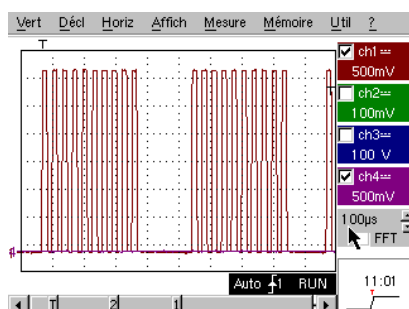 Vert Décl Horiz Affich Mesure Mémoire Util ?
T
ch1
500mV
T
ch2
100mV
ch3
100 V
ch4
500mV
100µs
FFT
Auto 1 RUN
11:01
T 2 1